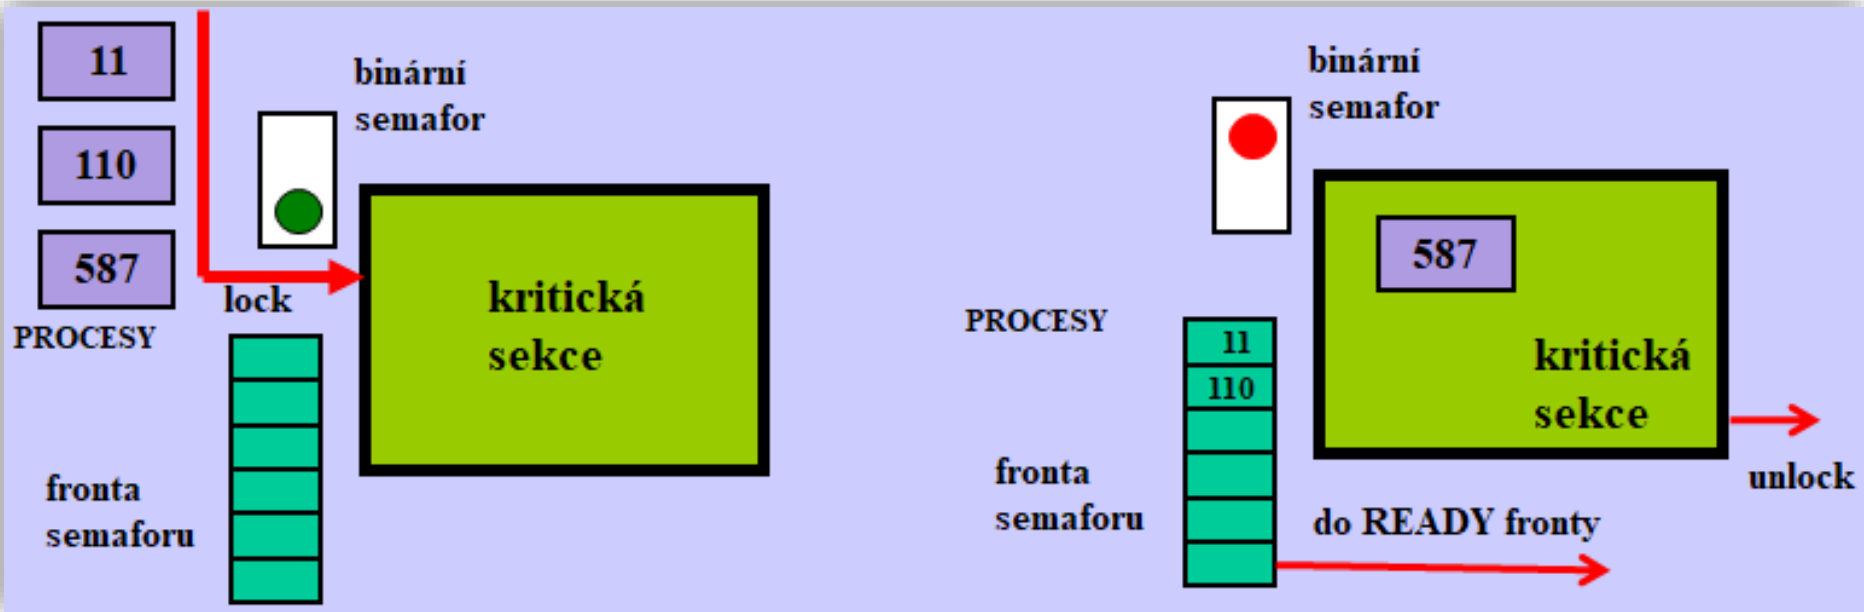 11
110
587
PROCESY
binární
semafor
lock
kritická
sekce
fronta
semaforu
binární
semafor
587
PROCESY
11
110
kritická
sekce
fronta
semaforu
unlock
do READY fronty